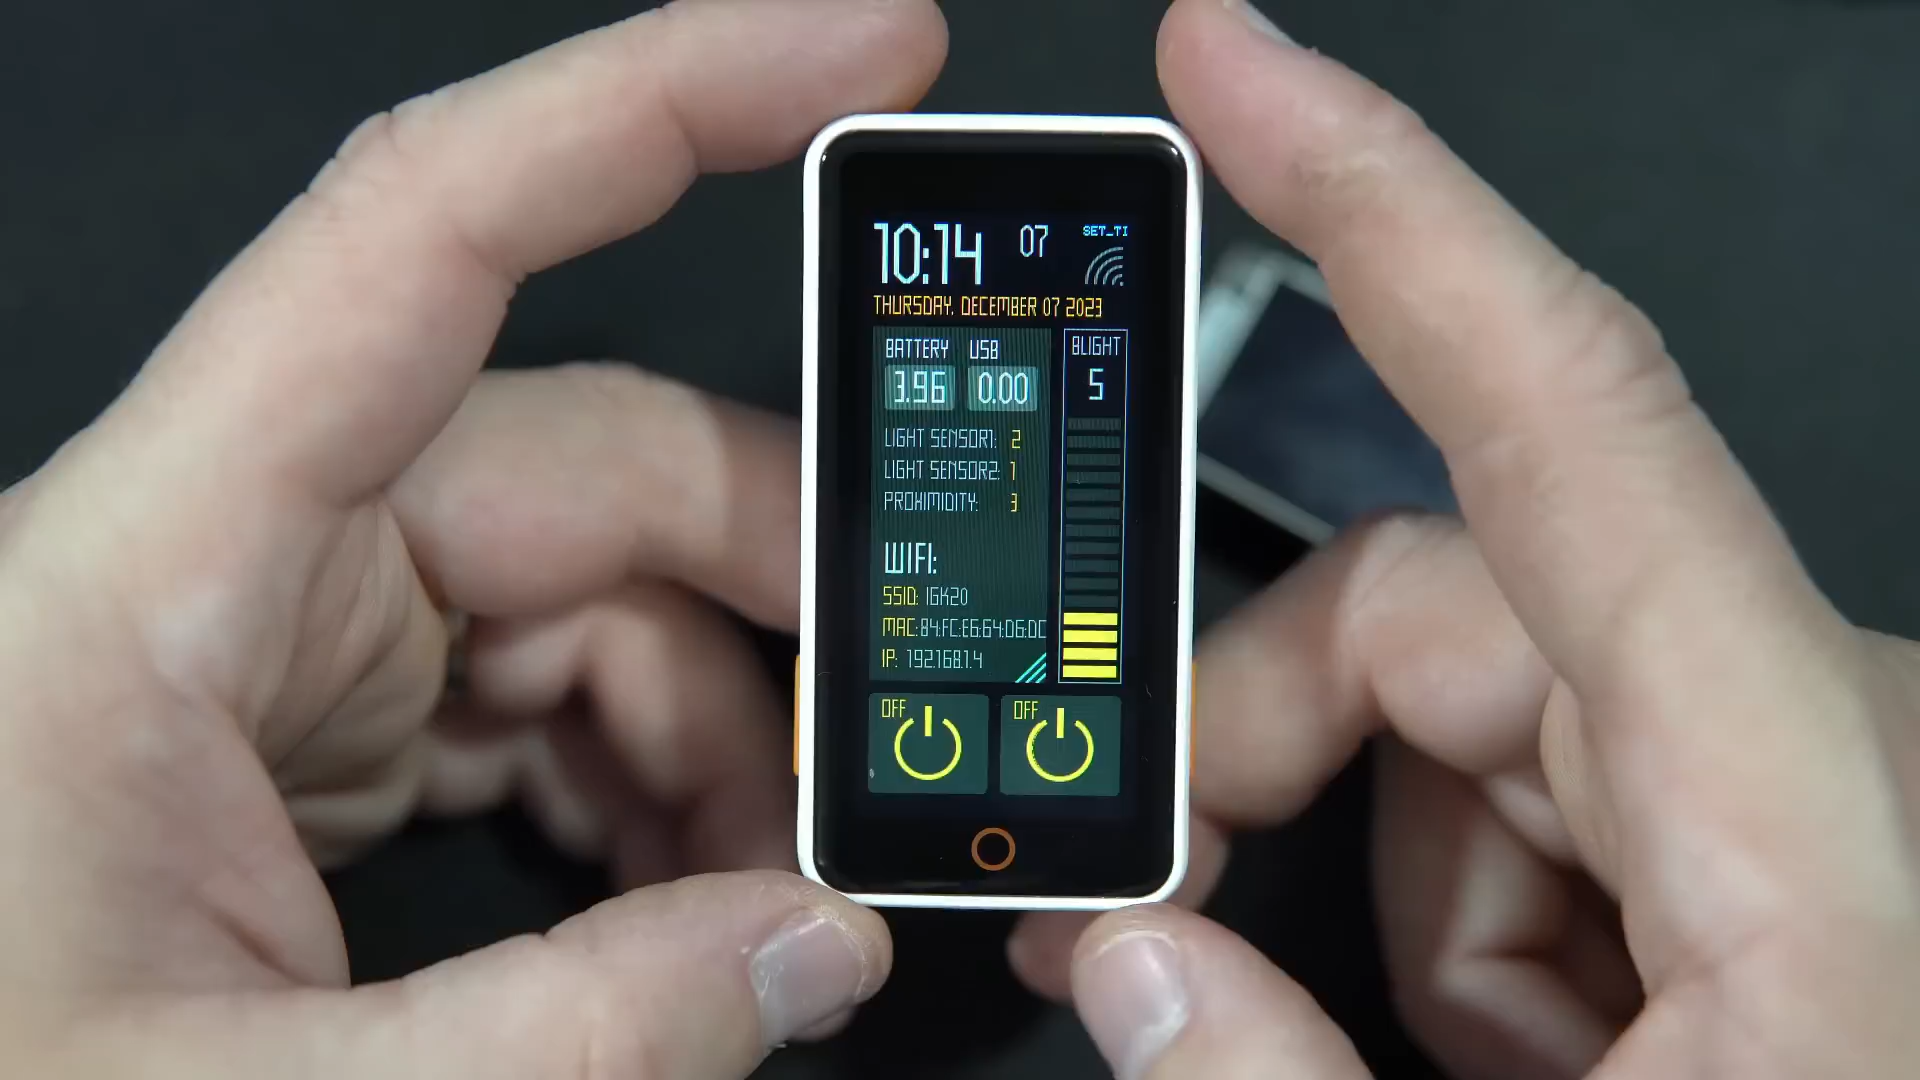 10:14 07 SET_TI
THURSDAY, DECEMBER 07 2023
BATTERY USB
3.96 0.00
BLIGHT
5
LIGHT SENSOR1: 2
LIGHT SENSOR2: 1
PROXIMIDITY: 3
WIFI:
SSID: IGK20
MAC:84:FC:E6:64:D6:DC
IP: 192.168.1.4
OFF OFF